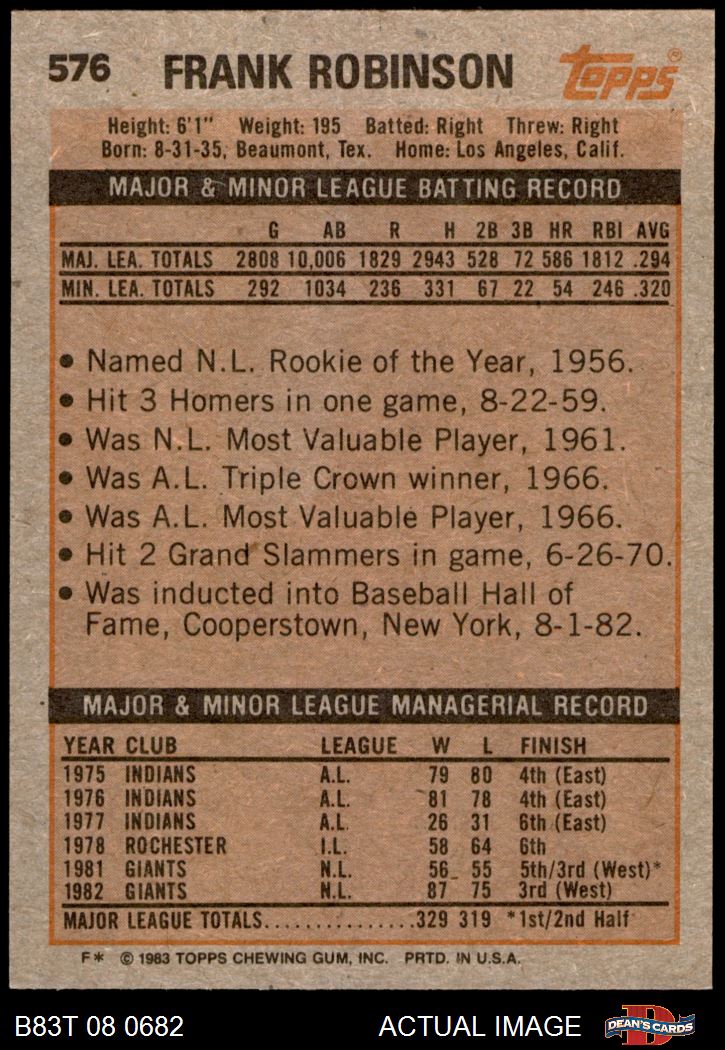 576 FRANK ROBINSON Topps®
Height: 6'1" Weight: 195 Batted: Right Threw: Right
Born: 8-31-35, Beaumont, Tex. Home: Los Angeles, Calif.
MAJOR & MINOR LEAGUE BATTING RECORD
G AB R H 2B 3B HR RBI AVG
MAJ. LEA. TOTALS 2808 10,006 1829 2943 528 72 586 1812 .294
MIN. LEA. TOTALS 292 1034 236 331 67 22 54 246 .320
• Named N.L. Rookie of the Year, 1956.
• Hit 3 Homers in one game, 8-22-59.
• Was N.L. Most Valuable Player, 1961.
• Was A.L. Triple Crown winner, 1966.
• Was A.L. Most Valuable Player, 1966.
• Hit 2 Grand Slammers in game, 6-26-70.
• Was inducted into Baseball Hall of
Fame, Cooperstown, New York, 8-1-82.
MAJOR & MINOR LEAGUE MANAGERIAL RECORD
YEAR CLUB LEAGUE W L FINISH
1975 INDIANS A.L. 79 80 4th (East)
1976 INDIANS A.L. 81 78 4th (East)
1977 INDIANS A.L. 26 31 6th (East)
1978 ROCHESTER I.L. 58 64 6th
1981 GIANTS N.L. 56 55 5th/3rd (West)*
1982 GIANTS N.L. 87 75 3rd (West)
MAJOR LEAGUE TOTALS...............329 319 *1st/2nd Half
F* © 1983 TOPPS CHEWING GUM, INC. PRTD. IN U.S.A.
B83T 08 0682 ACTUAL IMAGE D DEAN'S CARDS